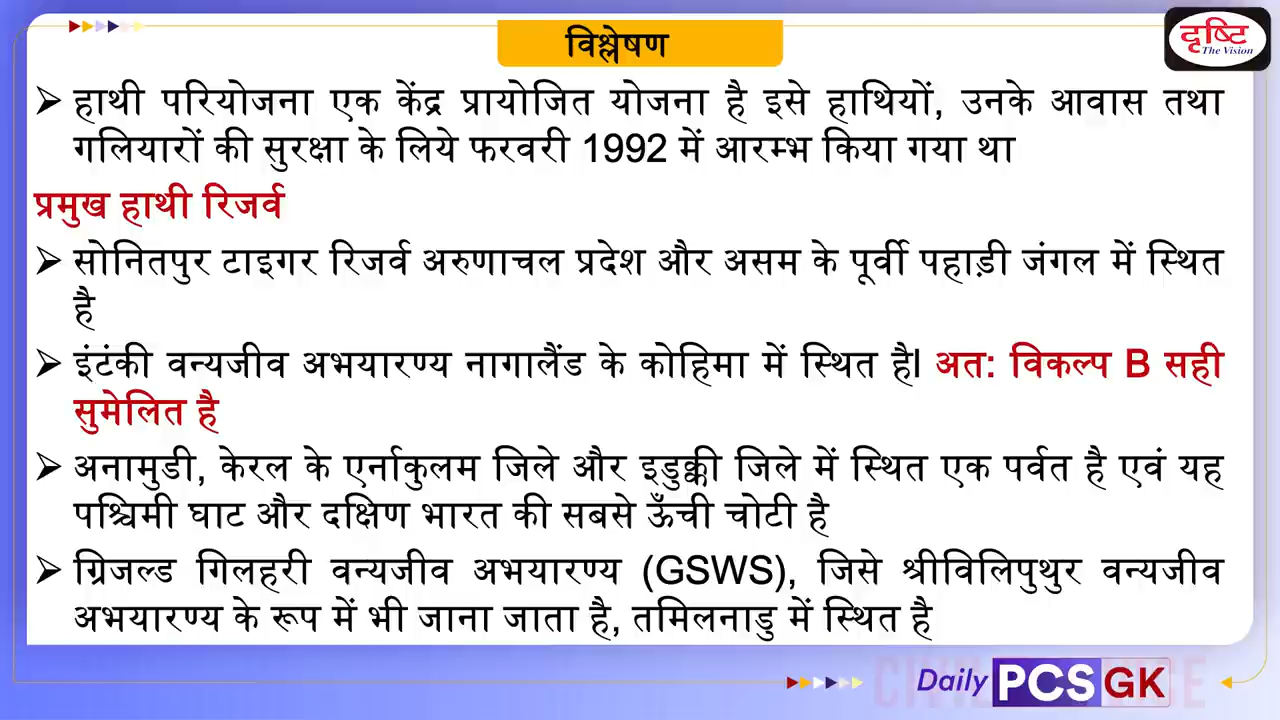 विश्लेषण
दृष्टि
The Vision
➢ हाथी परियोजना एक केंद्र प्रायोजित योजना है इसे हाथियों, उनके आवास तथा
गलियारों की सुरक्षा के लिये फरवरी 1992 में आरम्भ किया गया था
प्रमुख हाथी रिजर्व
➢ सोनितपुर टाइगर रिजर्व अरुणाचल प्रदेश और असम के पूर्वी पहाड़ी जंगल में स्थित
है
➢ इंटंकी वन्यजीव अभयारण्य नागालैंड के कोहिमा में स्थित है। अत: विकल्प B सही
सुमेलित है
➢ अनामुडी, केरल के एर्नाकुलम जिले और इडुक्की जिले में स्थित एक पर्वत है एवं यह
पश्चिमी घाट और दक्षिण भारत की सबसे ऊँची चोटी है
➢ ग्रिजल्ड गिलहरी वन्यजीव अभयारण्य (GSWS), जिसे श्रीविलिपुथुर वन्यजीव
अभयारण्य के रूप में भी जाना जाता है, तमिलनाडु में स्थित है
Daily PCS GK